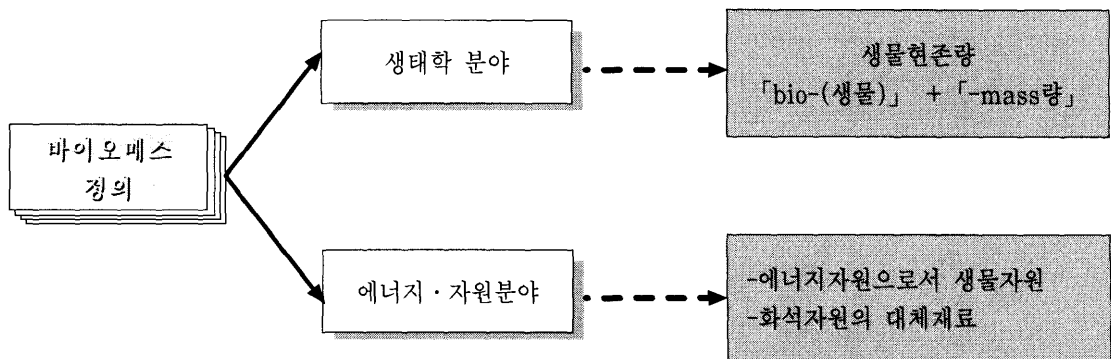 바이오메스
정의
생태학 분야
생물현존량
「bio-(생물)」 +「-mass량」
에너지·자원분야
-에너지자원으로서 생물자원
-화석자원의 대체재료